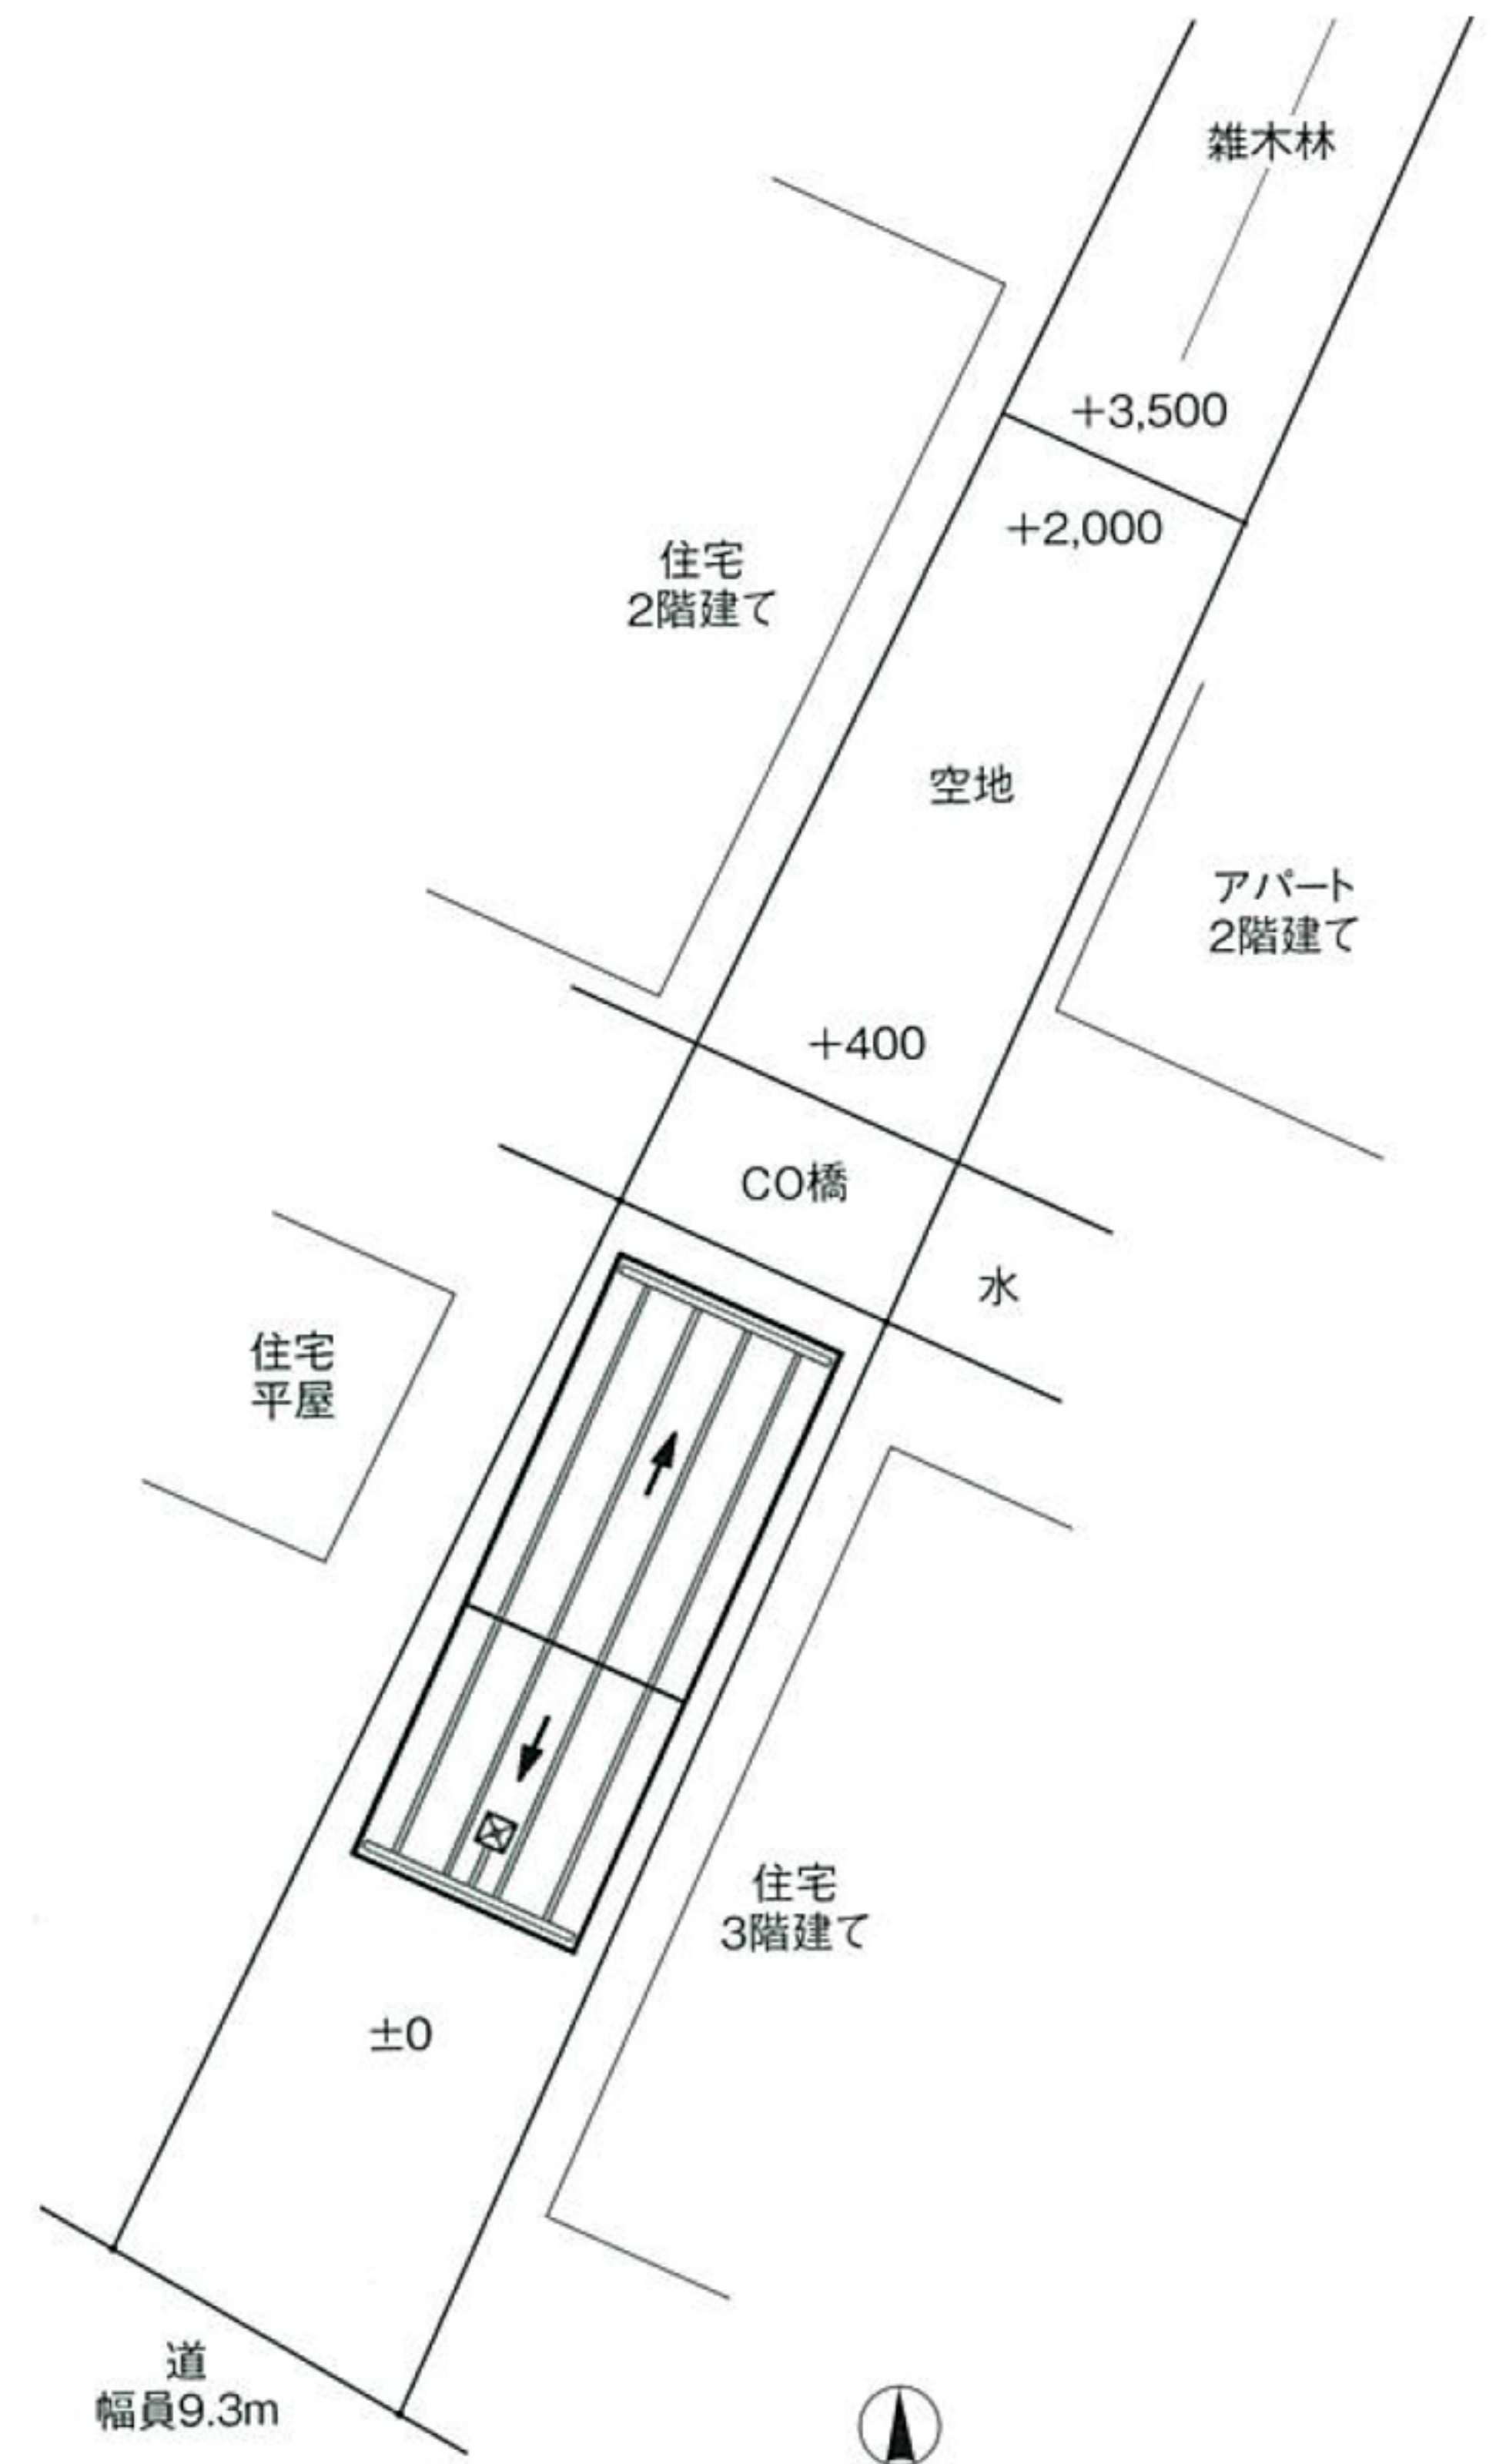 雑木林
+3,500
+2,000
住宅
2階建て
空地
アパート
2階建て
+400
CO橋
水
住宅
平屋
住宅
3階建て
±0
道
幅員9.3m